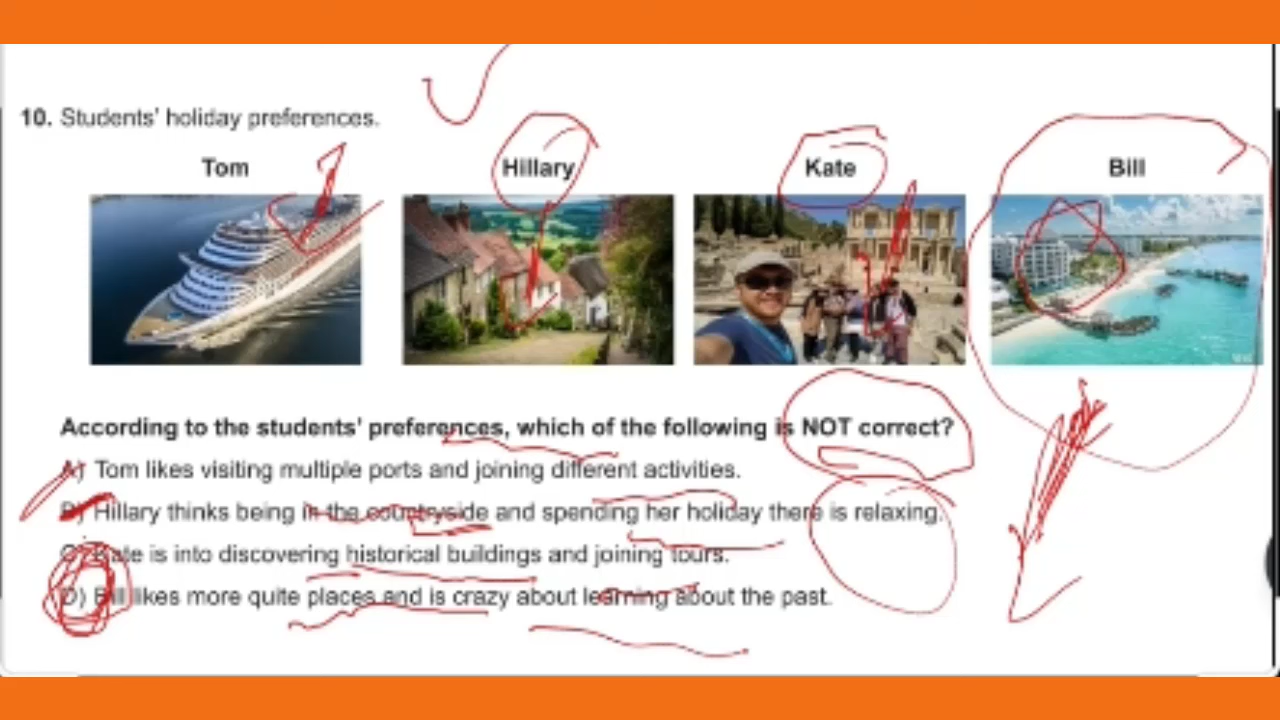 10. Students' holiday preferences.
Tom Hillary Kate Bill
According to the students' preferences, which of the following is NOT correct?
A) Tom likes visiting multiple ports and joining different activities.
B) Hillary thinks being in the countryside and spending her holiday there is relaxing.
C) Kate is into discovering historical buildings and joining tours.
D) Bill likes more quite places and is crazy about learning about the past.